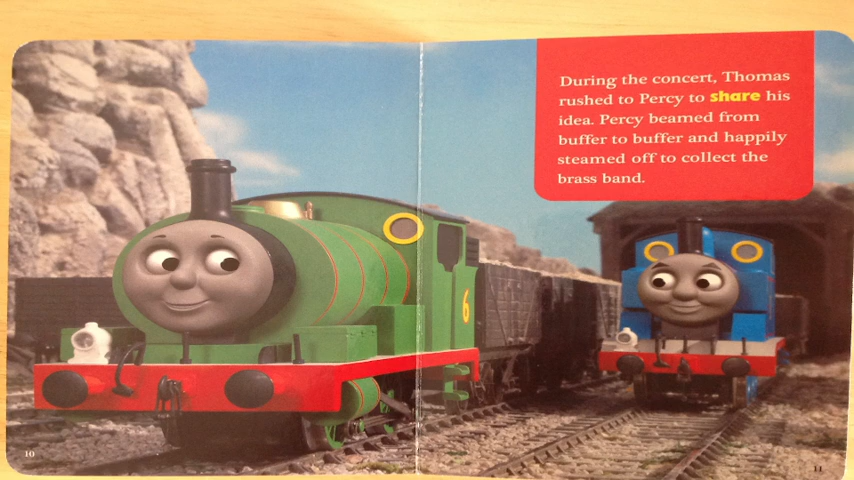 During the concert, Thomas
rushed to Percy to share his
idea. Percy beamed from
buffer to buffer and happily
steamed off to collect the
brass band.
6
10
11